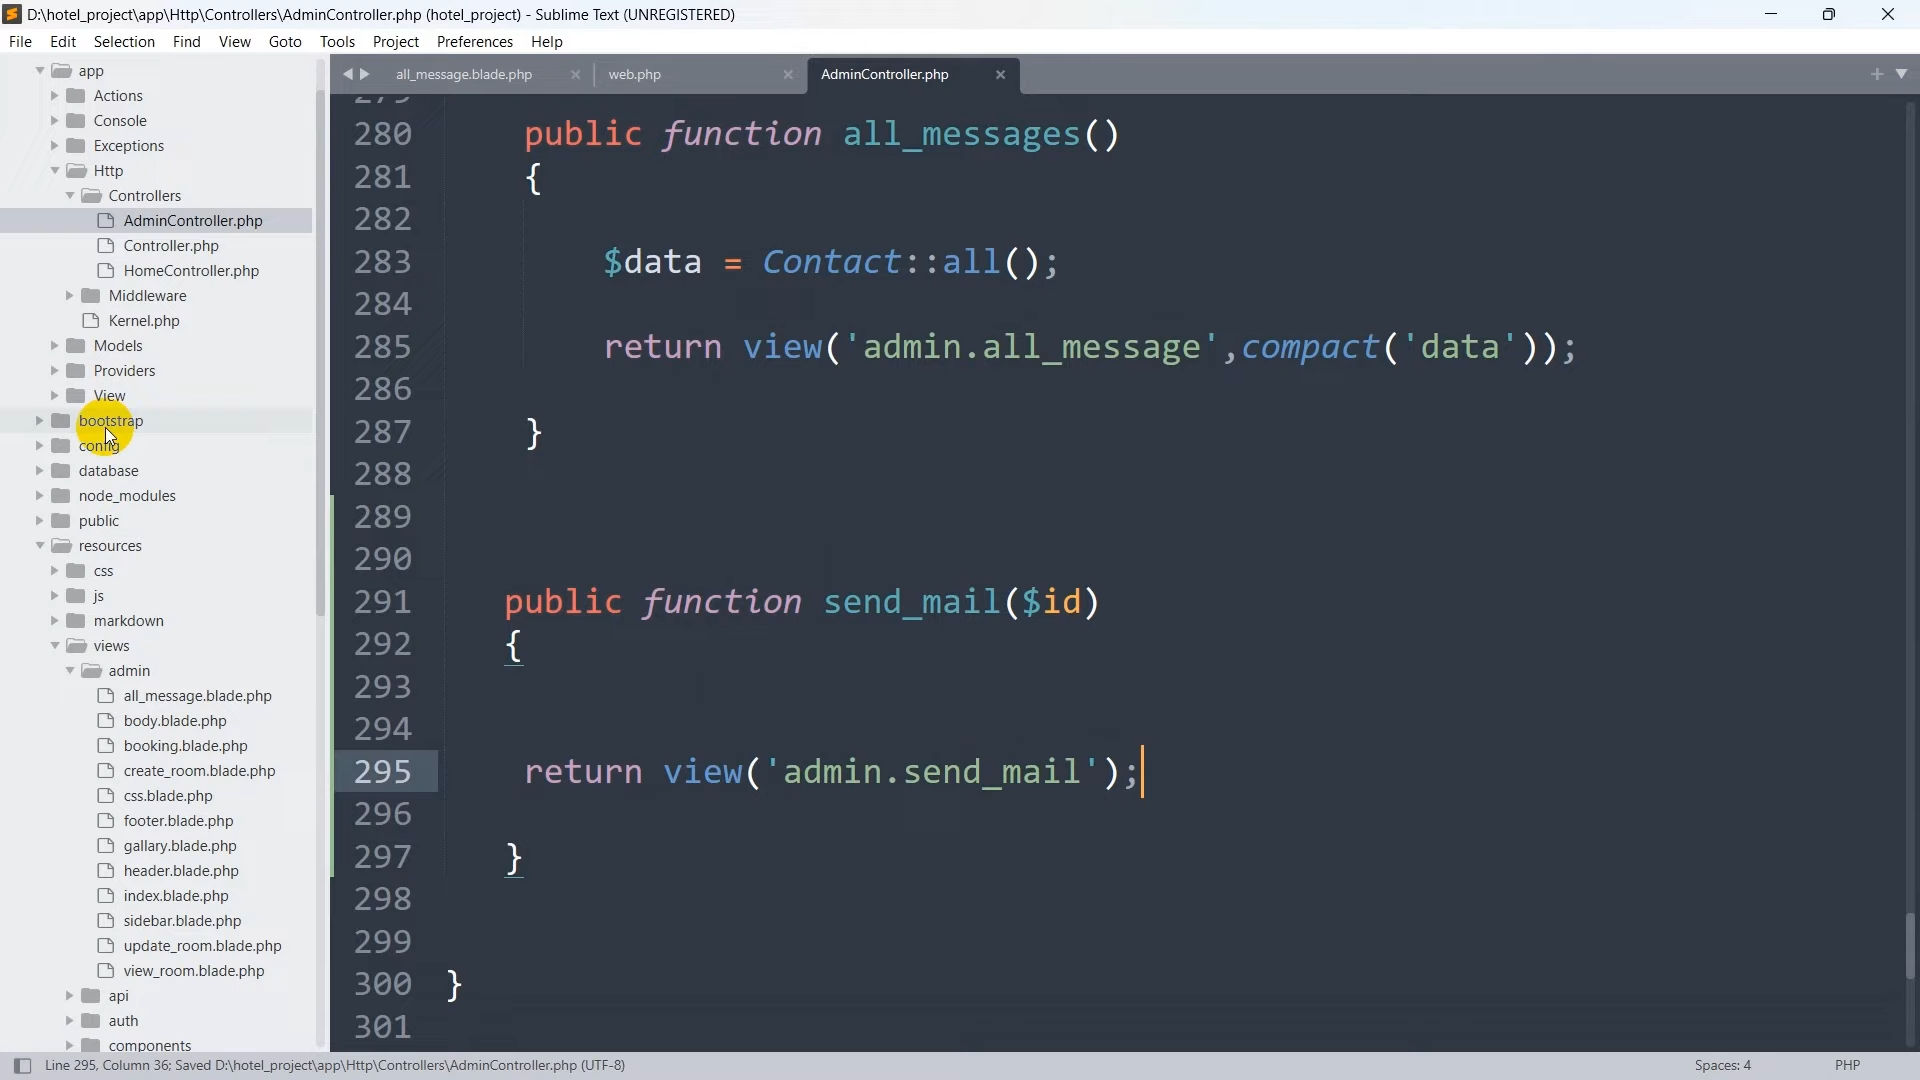 D:\hotel_project\app\Http\Controllers\AdminController.php (hotel_project) - Sublime Text (UNREGISTERED)
File Edit Selection Find View Goto Tools Project Preferences Help
app
Actions
Console
Exceptions
Http
Controllers
AdminController.php
Controller.php
HomeController.php
Middleware
Kernel.php
Models
Providers
View
bootstrap
config
database
node_modules
public
resources
css
js
markdown
views
admin
all_message.blade.php
body.blade.php
booking.blade.php
create_room.blade.php
css.blade.php
footer.blade.php
gallary.blade.php
header.blade.php
index.blade.php
sidebar.blade.php
update_room.blade.php
view_room.blade.php
api
auth
components
all_message.blade.php web.php AdminController.php
279
280 public function all_messages()
281 {
282
283 $data = Contact::all();
284
285 return view('admin.all_message',compact('data'));
286
287 }
288
289
290
291 public function send_mail($id)
292 {
293
294
295 return view('admin.send_mail');
296
297 }
298
299
300 }
301
Line 295, Column 36; Saved D:\hotel_project\app\Http\Controllers\AdminController.php (UTF-8) Spaces: 4 PHP